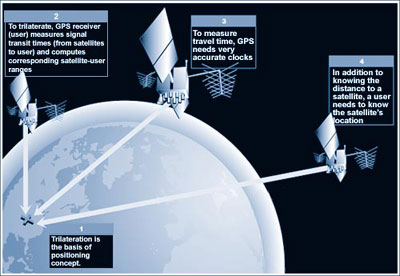 2
To trilaterate, GPS receiver
(user) measures signal
transit times (from satellites
to user) and computes
corresponding satellite-user
ranges
3
To measure
travel time, GPS
needs very
accurate clocks
4
In addition to
knowing the
distance to a
satellite, a user
needs to know
the satellite's
location
1
Trilateration is
the basis of
positioning
concept.